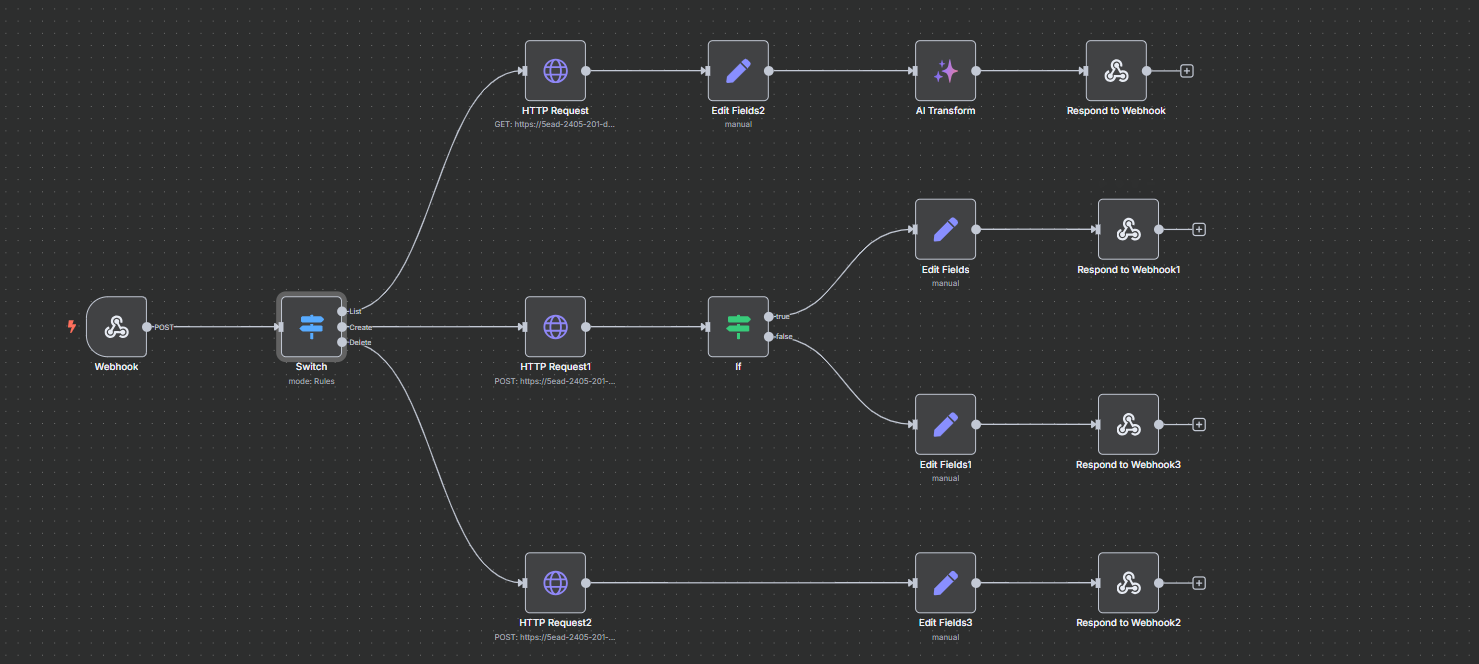 HTTP Request
GET: https://5ead-2405-201-d...
Edit Fields2
manual
AI Transform
Respond to Webhook
Edit Fields
manual
Respond to Webhook1
POST
Webhook
List
Create
Delete
Switch
mode: Rules
HTTP Request1
POST: https://5ead-2405-201-...
true
false
If
Edit Fields1
manual
Respond to Webhook3
HTTP Request2
POST: https://5ead-2405-201-...
Edit Fields3
manual
Respond to Webhook2